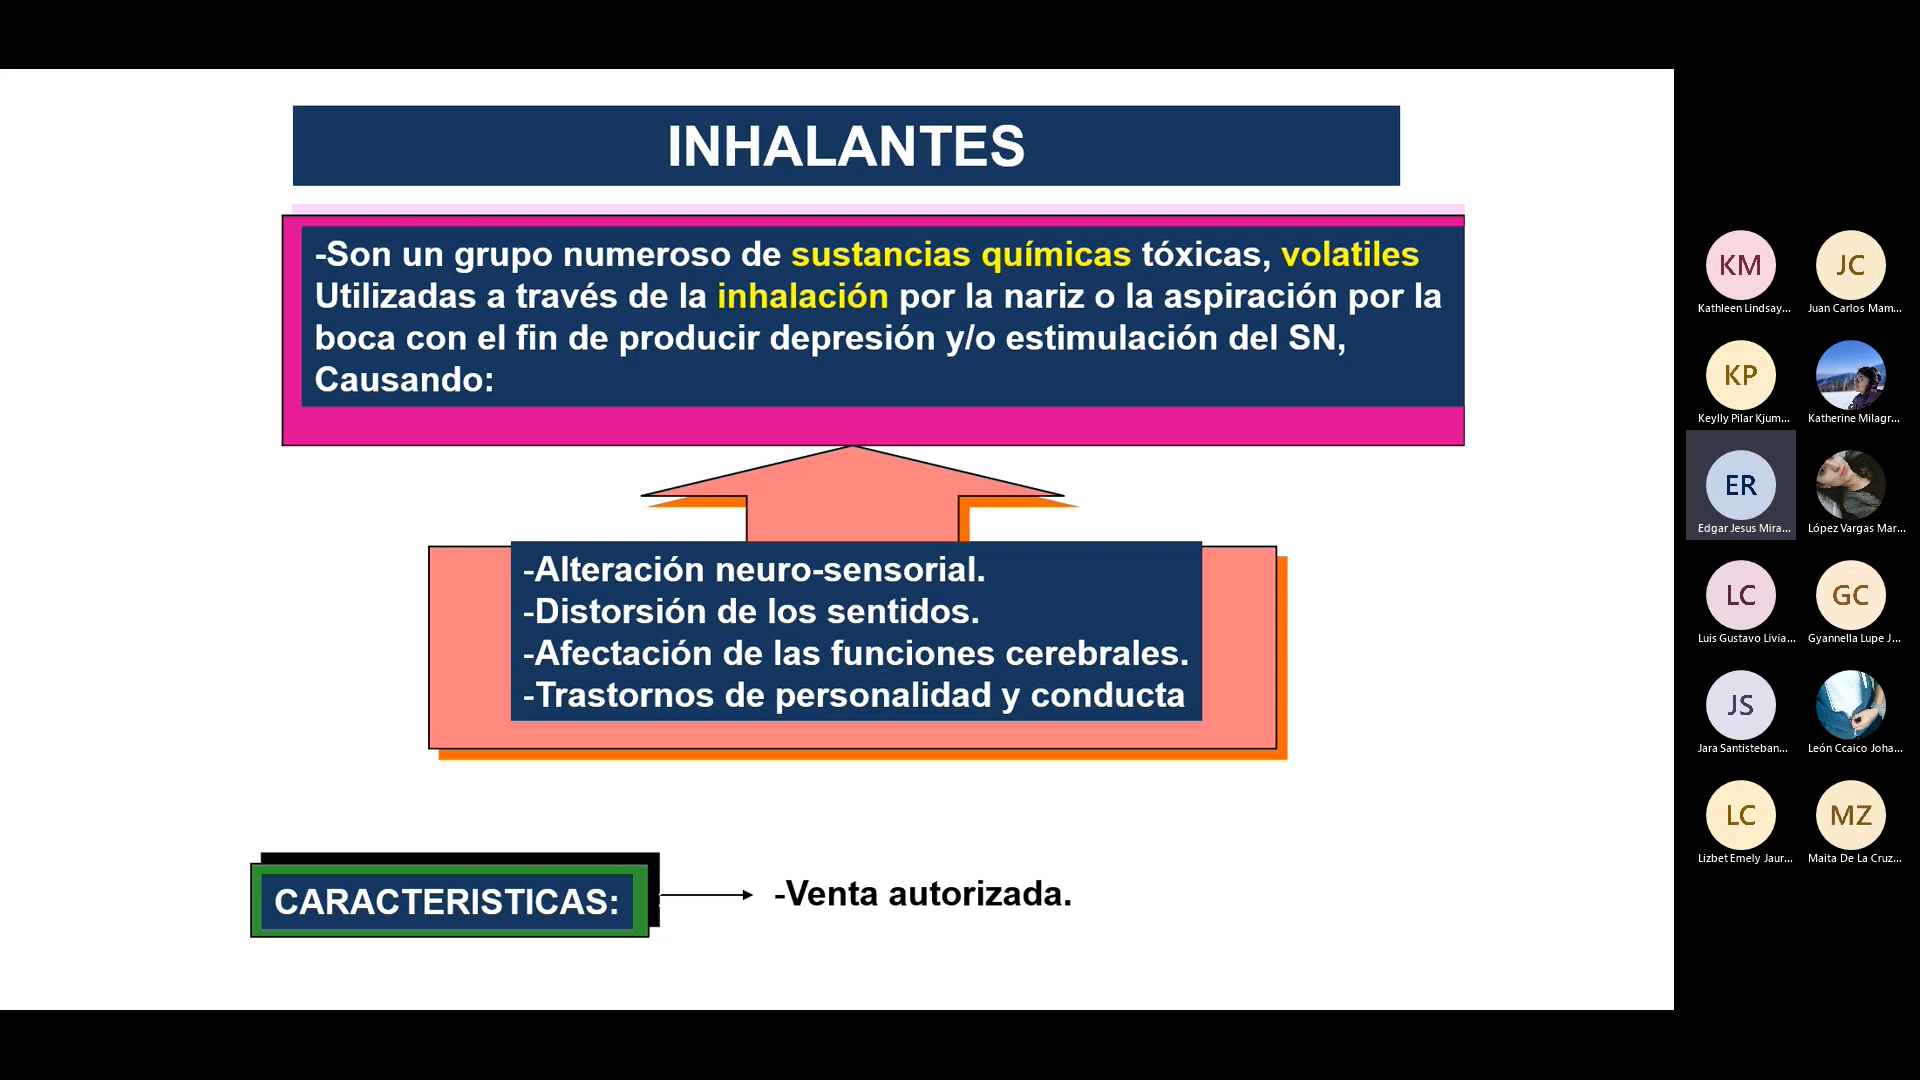 INHALANTES
-Son un grupo numeroso de sustancias químicas tóxicas, volatiles
Utilizadas a través de la inhalación por la nariz o la aspiración por la
boca con el fin de producir depresión y/o estimulación del SN,
Causando:
-Alteración neuro-sensorial.
-Distorsión de los sentidos.
-Afectación de las funciones cerebrales.
-Trastornos de personalidad y conducta
CARACTERISTICAS:
-Venta autorizada.
KM
JC
Kathleen Lindsay...
Juan Carlos Mam...
KP
Keylly Pilar Kjum...
Katherine Milagr...
ER
Edgar Jesus Mira...
López Vargas Mar...
LC
GC
Luis Gustavo Livia...
Gyannella Lupe J...
JS
Jara Santisteban...
León Ccaico Joha...
LC
MZ
Lizbet Emely Jaur...
Maita De La Cruz...